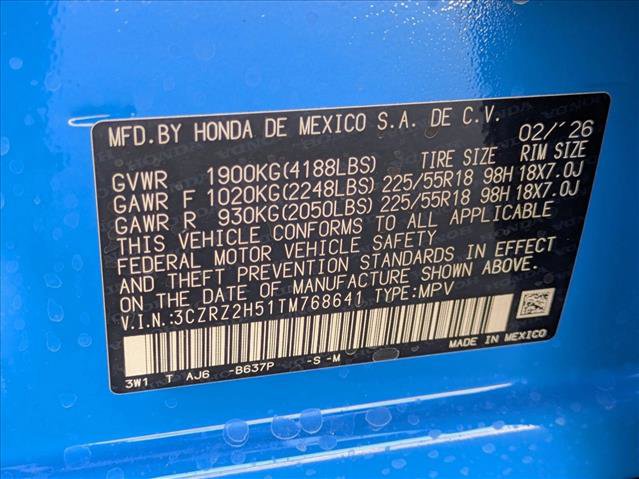 MFD.BY HONDA DE MEXICO S.A. DE C.V. 02/'26
GVWR 1900KG(4188LBS) TIRE SIZE RIM SIZE
GAWR F 1020KG(2248LBS) 225/55R18 98H 18X7.0J
GAWR R 930KG(2050LBS) 225/55R18 98H 18X7.0J
THIS VEHICLE CONFORMS TO ALL APPLICABLE
FEDERAL MOTOR VEHICLE SAFETY
AND THEFT PREVENTION STANDARDS IN EFFECT
ON THE DATE OF MANUFACTURE SHOWN ABOVE.
V.I.N.:3CZRZ2H51TM768641 TYPE:MPV
3W1 T AJ6 -B637P -S -M MADE IN MEXICO